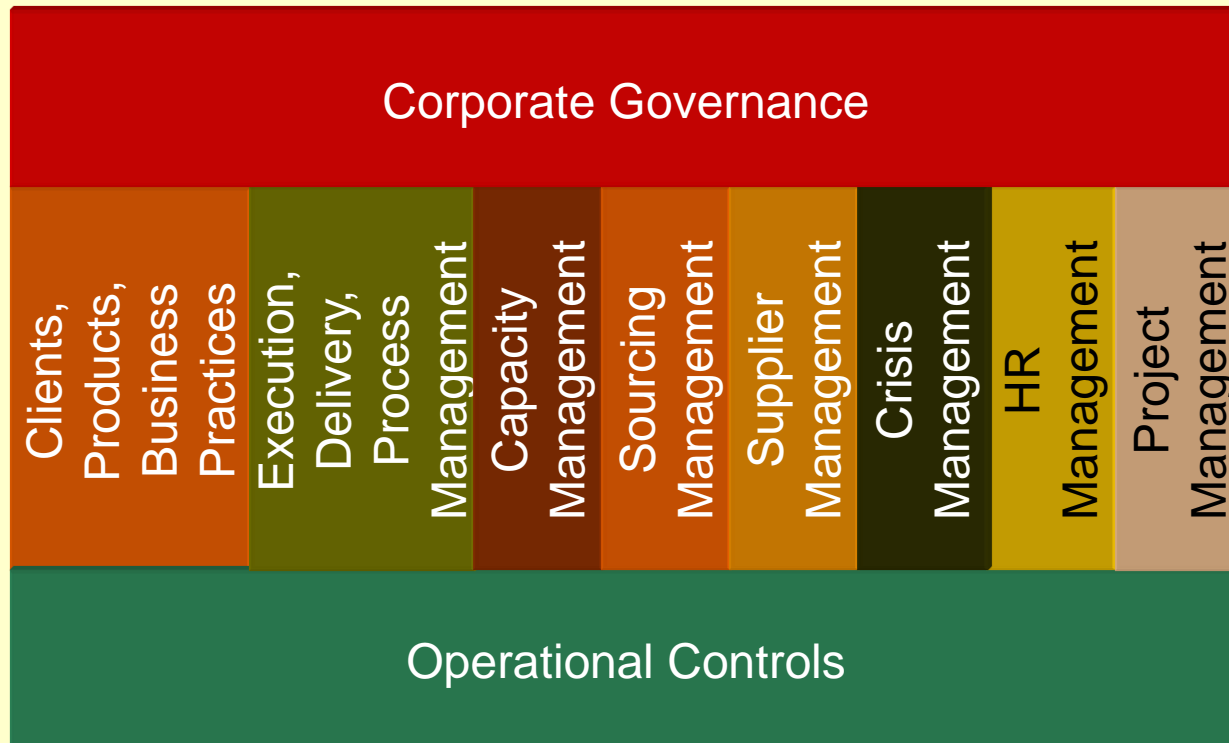 Corporate Governance
Clients,
Products,
Business
Practices
Execution,
Delivery,
Process
Management
Capacity
Management
Sourcing
Management
Supplier
Management
Crisis
Management
HR
Management
Project
Management
Operational Controls